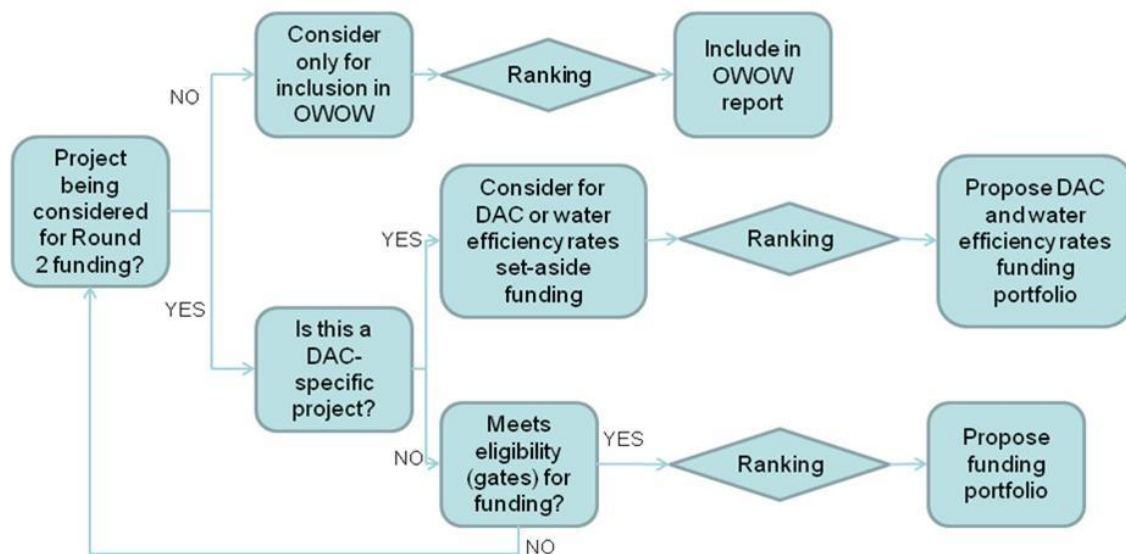 Consider
only for
inclusion in
OWOW
Ranking
Include in
OWOW
report
NO
Project
being
considered
for Round
2 funding?
YES
Consider for
DAC or water
efficiency rates
set-aside
funding
Ranking
Propose DAC
and water
efficiency rates
funding
portfolio
YES
Is this a
DAC-
specific
project?
NO
Meets
eligibility
(gates) for
funding?
YES
Ranking
Propose
funding
portfolio
NO